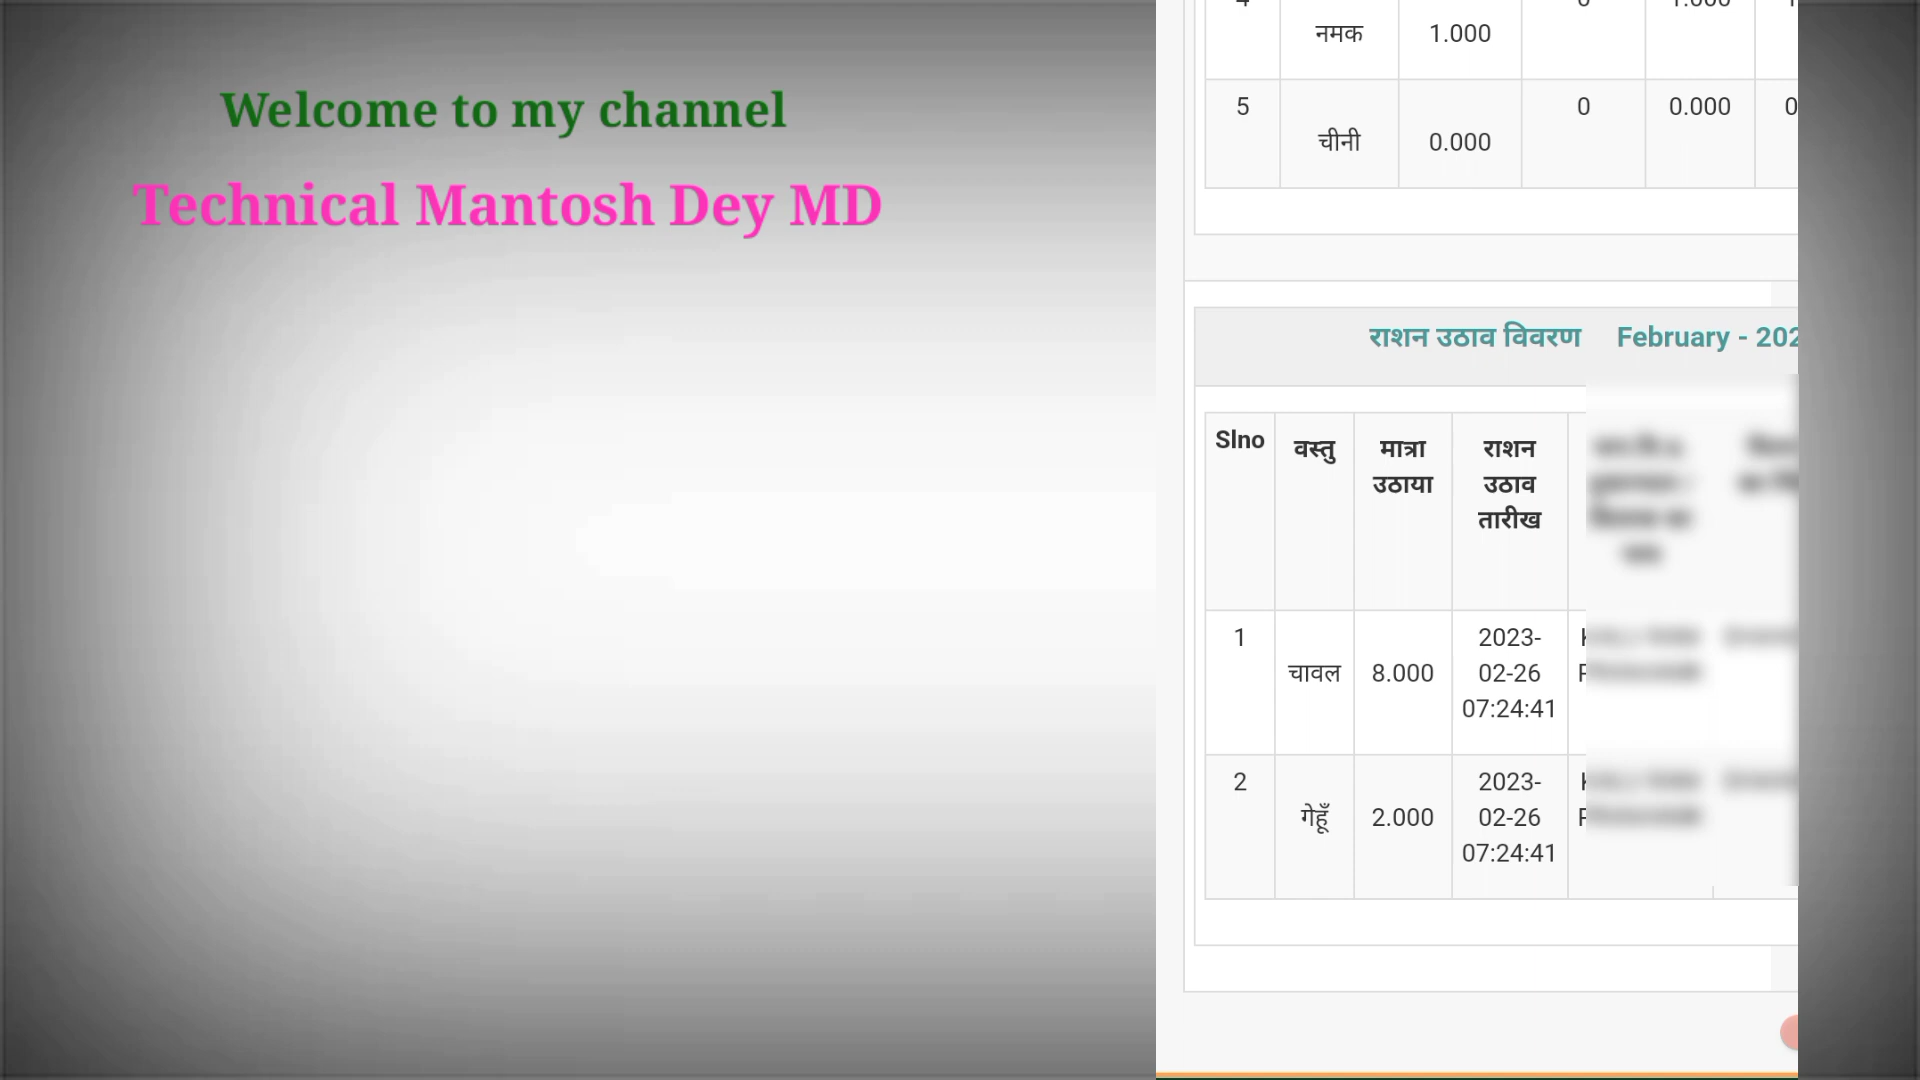 Welcome to my channel
Technical Mantosh Dey MD
नमक 1.000
5 0 0.000 0
चीनी 0.000
राशन उठाव विवरण February - 202
Slno वस्तु मात्रा उठाया राशन उठाव तारीख
1 चावल 8.000 2023-02-26 07:24:41
2 गेहूँ 2.000 2023-02-26 07:24:41